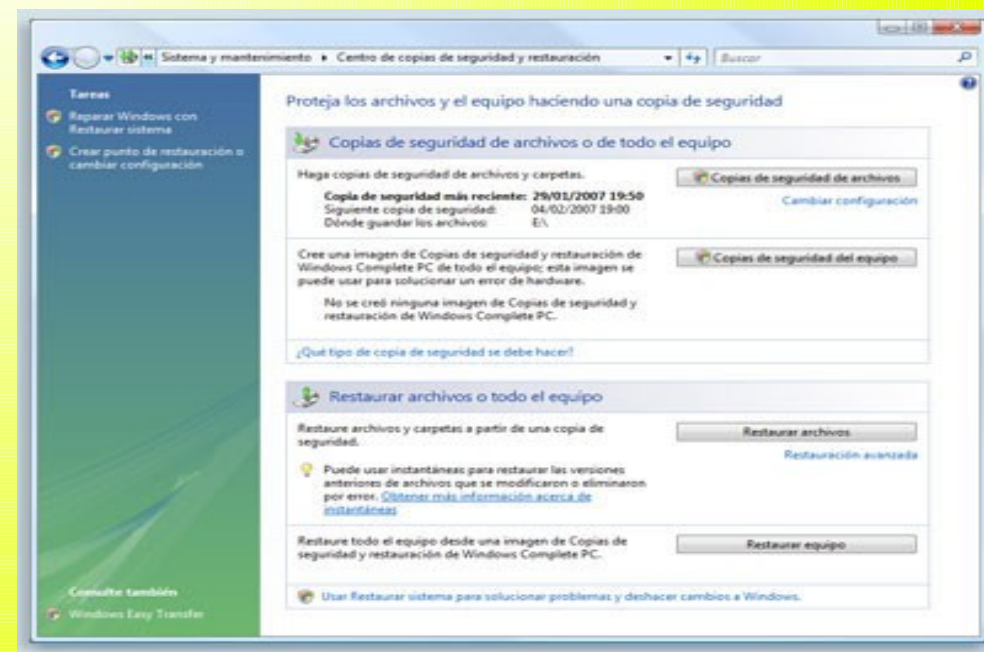 Sistema y mantenimiento ▸ Centro de copias de seguridad y restauración
Buscar
Tareas
Reparar Windows con
Restaurar sistema
Crear punto de restauración o
cambiar configuración
Proteja los archivos y el equipo haciendo una copia de seguridad
Copias de seguridad de archivos o de todo el equipo
Haga copias de seguridad de archivos y carpetas.
Copias de seguridad de archivos
Copia de seguridad más reciente: 29/01/2007 19:50
Cambiar configuración
Siguiente copia de seguridad: 04/02/2007 19:00
Dónde guardar los archivos: E:\
Cree una imagen de Copias de seguridad y restauración de
Windows Complete PC de todo el equipo; esta imagen se
puede usar para solucionar un error de hardware.
Copias de seguridad del equipo
No se creó ninguna imagen de Copias de seguridad y
restauración de Windows Complete PC.
¿Qué tipo de copia de seguridad se debe hacer?
Restaurar archivos o todo el equipo
Restaure archivos y carpetas a partir de una copia de
seguridad.
Restaurar archivos
Restauración avanzada
Puede usar instantáneas para restaurar las versiones
anteriores de archivos que se modificaron o eliminaron
por error. Obtener más información acerca de
instantáneas
Restaure todo el equipo desde una imagen de Copias de
seguridad y restauración de Windows Complete PC.
Restaurar equipo
Usar Restaurar sistema para solucionar problemas y deshacer cambios a Windows.
Consulte también
Windows Easy Transfer